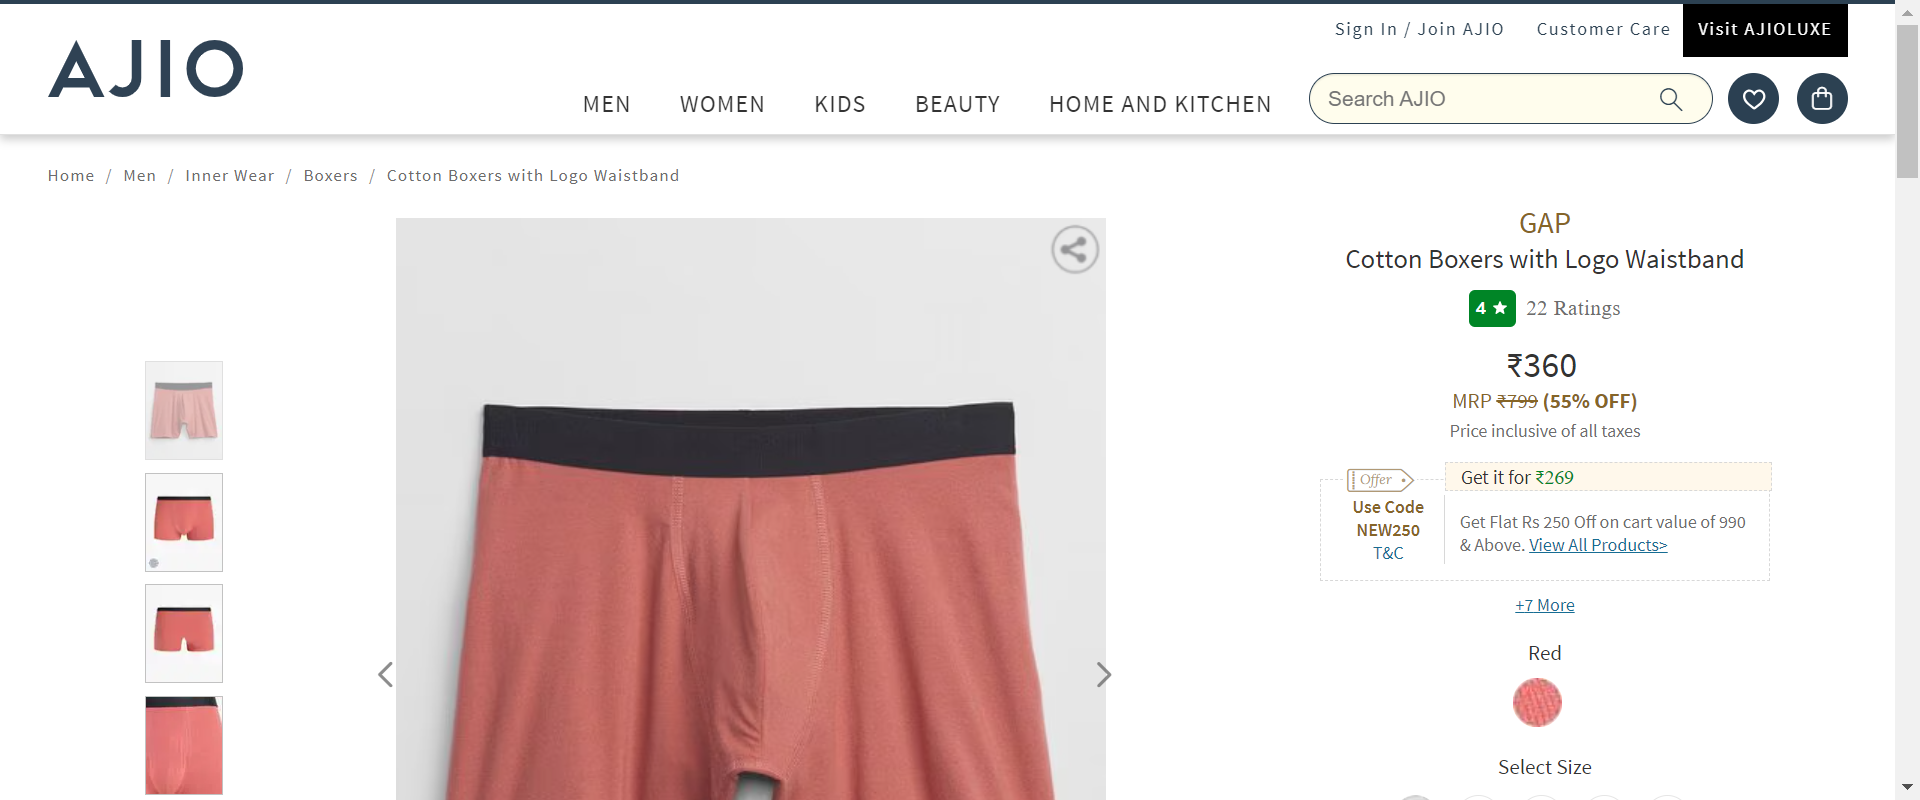 Sign In / Join AJIO
Customer Care
Visit AJIOLUXE
AJIO
MEN
WOMEN
KIDS
BEAUTY
HOME AND KITCHEN
Search AJIO
Home / Men / Inner Wear / Boxers / Cotton Boxers with Logo Waistband
GAP
Cotton Boxers with Logo Waistband
4 ★ 22 Ratings
₹360
MRP ₹799 (55% OFF)
Price inclusive of all taxes
Offer
Use Code
NEW250
T&C
Get it for ₹269
Get Flat Rs 250 Off on cart value of 990
& Above. View All Products>
+7 More
Red
Select Size